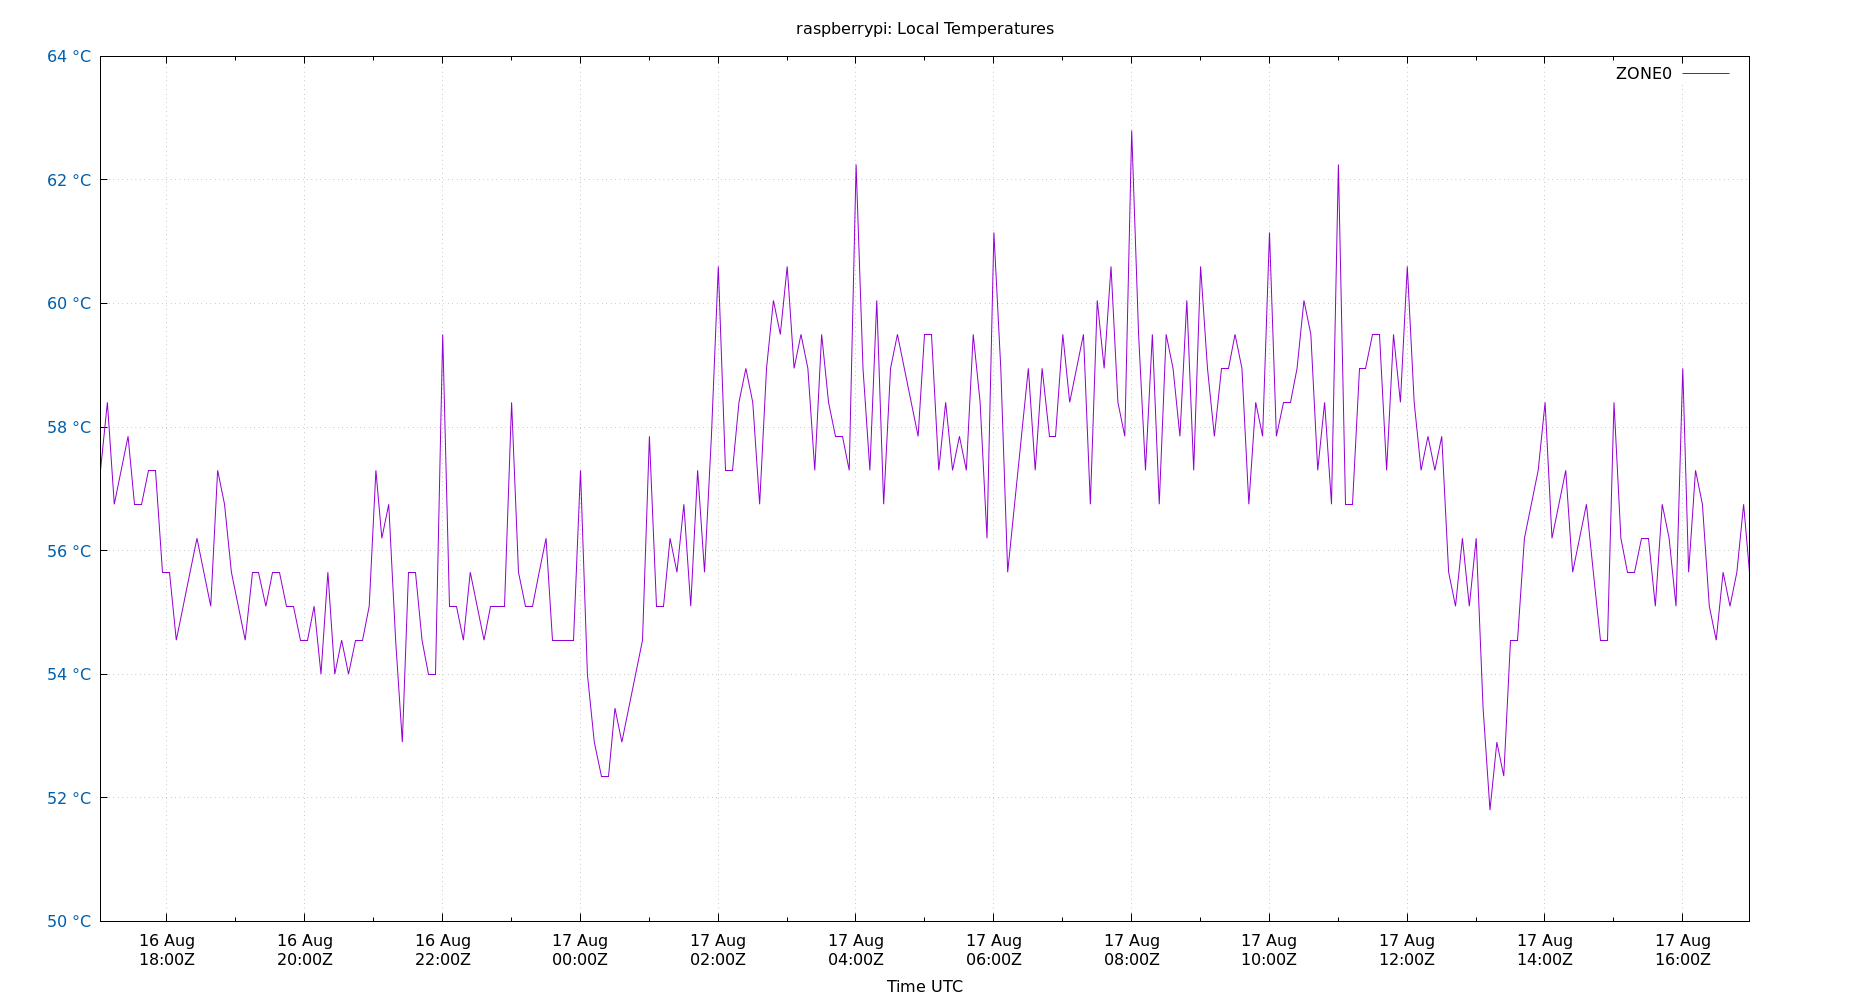 raspberrypi: Local Temperatures
64 °C
ZONE0
62 °C
60 °C
58 °C
56 °C
54 °C
52 °C
50 °C
16 Aug 16 Aug 16 Aug 17 Aug 17 Aug 17 Aug 17 Aug 17 Aug 17 Aug 17 Aug 17 Aug 17 Aug
18:00Z 20:00Z 22:00Z 00:00Z 02:00Z 04:00Z 06:00Z 08:00Z 10:00Z 12:00Z 14:00Z 16:00Z
Time UTC